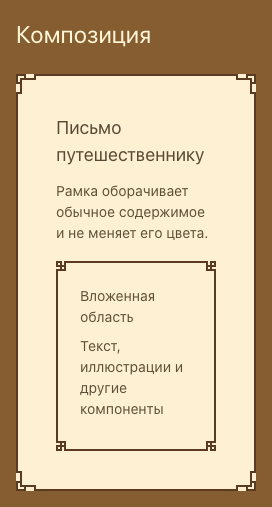 Композиция
Письмо
путешественнику
Рамка оборачивает
обычное содержимое
и не меняет его цвета.
Вложенная
область
Текст,
иллюстрации и
другие
компоненты